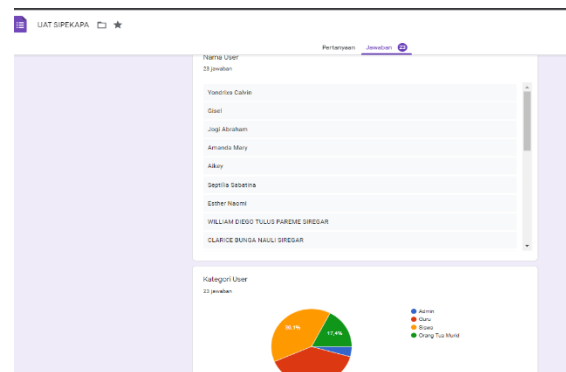 UAT SIPEKAPA
Pertanyaan Jawaban 23
Nama User
23 jawaban
Yondrixa Calvin
Gisel
Jogi Abraham
Amanda Mary
Aikey
Septilia Sabatina
Esther Naomi
WILLIAM DIEGO TULUS PAREME SIREGAR
CLARICE BUNGA NAULI SIREGAR
Kategori User
23 jawaban
Admin
Guru
Siswa
Orang Tua Murid
39,1%
17,4%